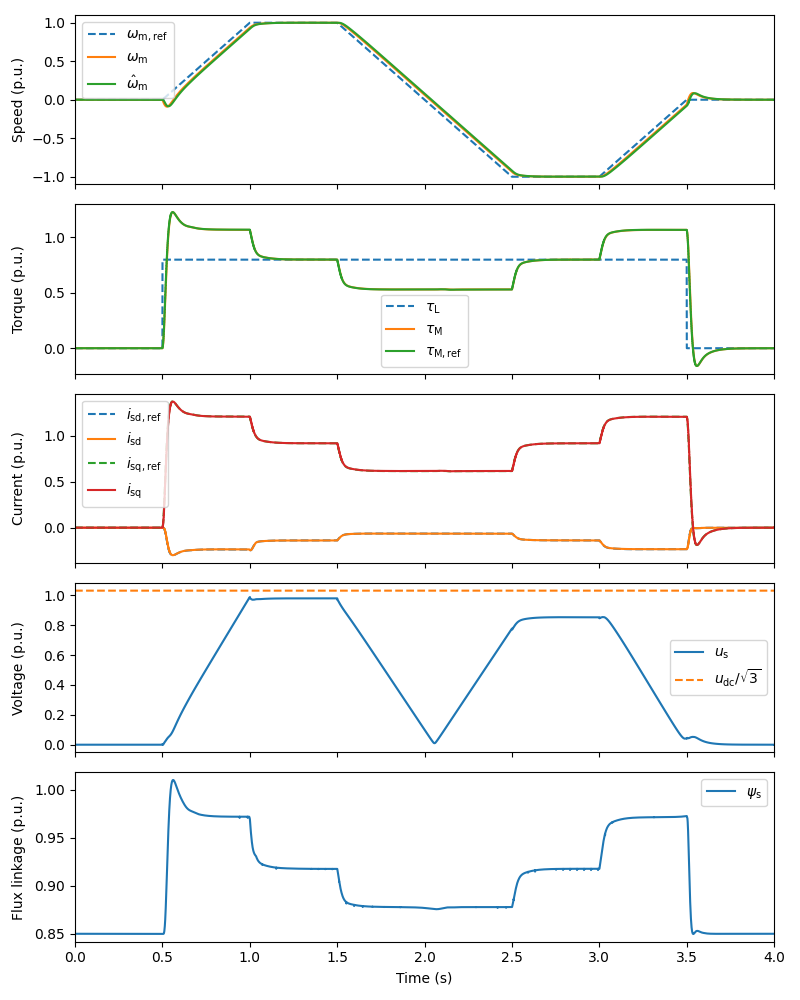 1.0
0.5
0.0
−0.5
−1.0
Speed (p.u.)
ω_m, ref
ω_m
ω̂_m
1.0
0.5
0.0
Torque (p.u.)
τ_L
τ_M
τ_M, ref
1.0
0.5
0.0
Current (p.u.)
i_sd, ref
i_sd
i_sq, ref
i_sq
1.0
0.8
0.6
0.4
0.2
0.0
Voltage (p.u.)
u_s
u_dc/√3
1.00
0.95
0.90
0.85
Flux linkage (p.u.)
ψ_s
0.0 0.5 1.0 1.5 2.0 2.5 3.0 3.5 4.0
Time (s)